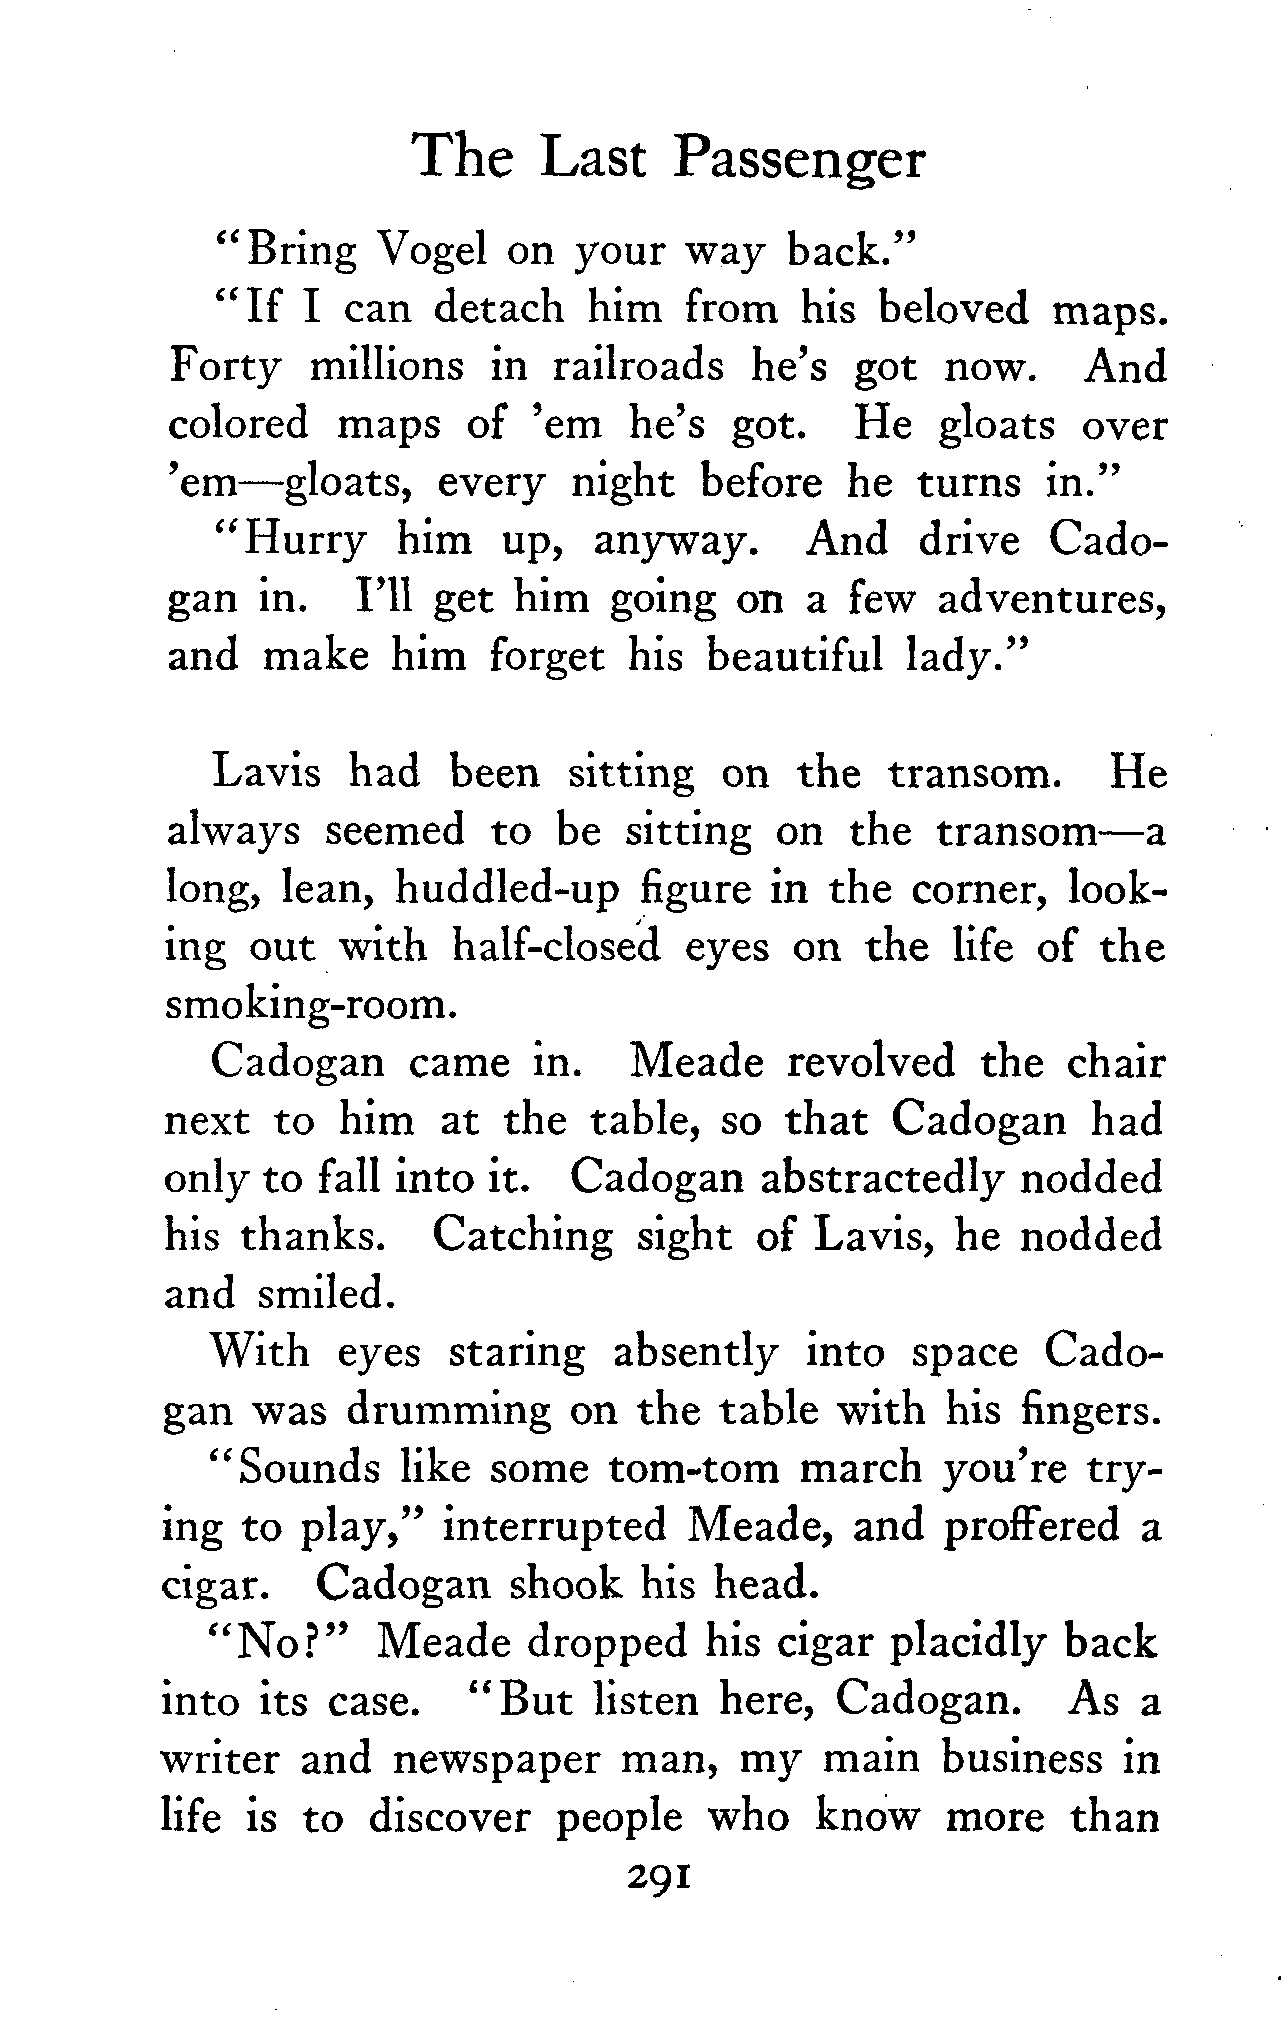 The Last Passenger
"Bring Vogel on your way back."
"If I can detach him from his beloved maps.
Forty millions in railroads he's got now. And
colored maps of 'em he's got. He gloats over
'em—gloats, every night before he turns in."
"Hurry him up, anyway. And drive Cado-
gan in. I'll get him going on a few adventures,
and make him forget his beautiful lady."
Lavis had been sitting on the transom. He
always seemed to be sitting on the transom—a
long, lean, huddled-up figure in the corner, look-
ing out with half-closed eyes on the life of the
smoking-room.
Cadogan came in. Meade revolved the chair
next to him at the table, so that Cadogan had
only to fall into it. Cadogan abstractedly nodded
his thanks. Catching sight of Lavis, he nodded
and smiled.
With eyes staring absently into space Cado-
gan was drumming on the table with his fingers.
"Sounds like some tom-tom march you're try-
ing to play," interrupted Meade, and proffered a
cigar. Cadogan shook his head.
"No?" Meade dropped his cigar placidly back
into its case. "But listen here, Cadogan. As a
writer and newspaper man, my main business in
life is to discover people who know more than
291